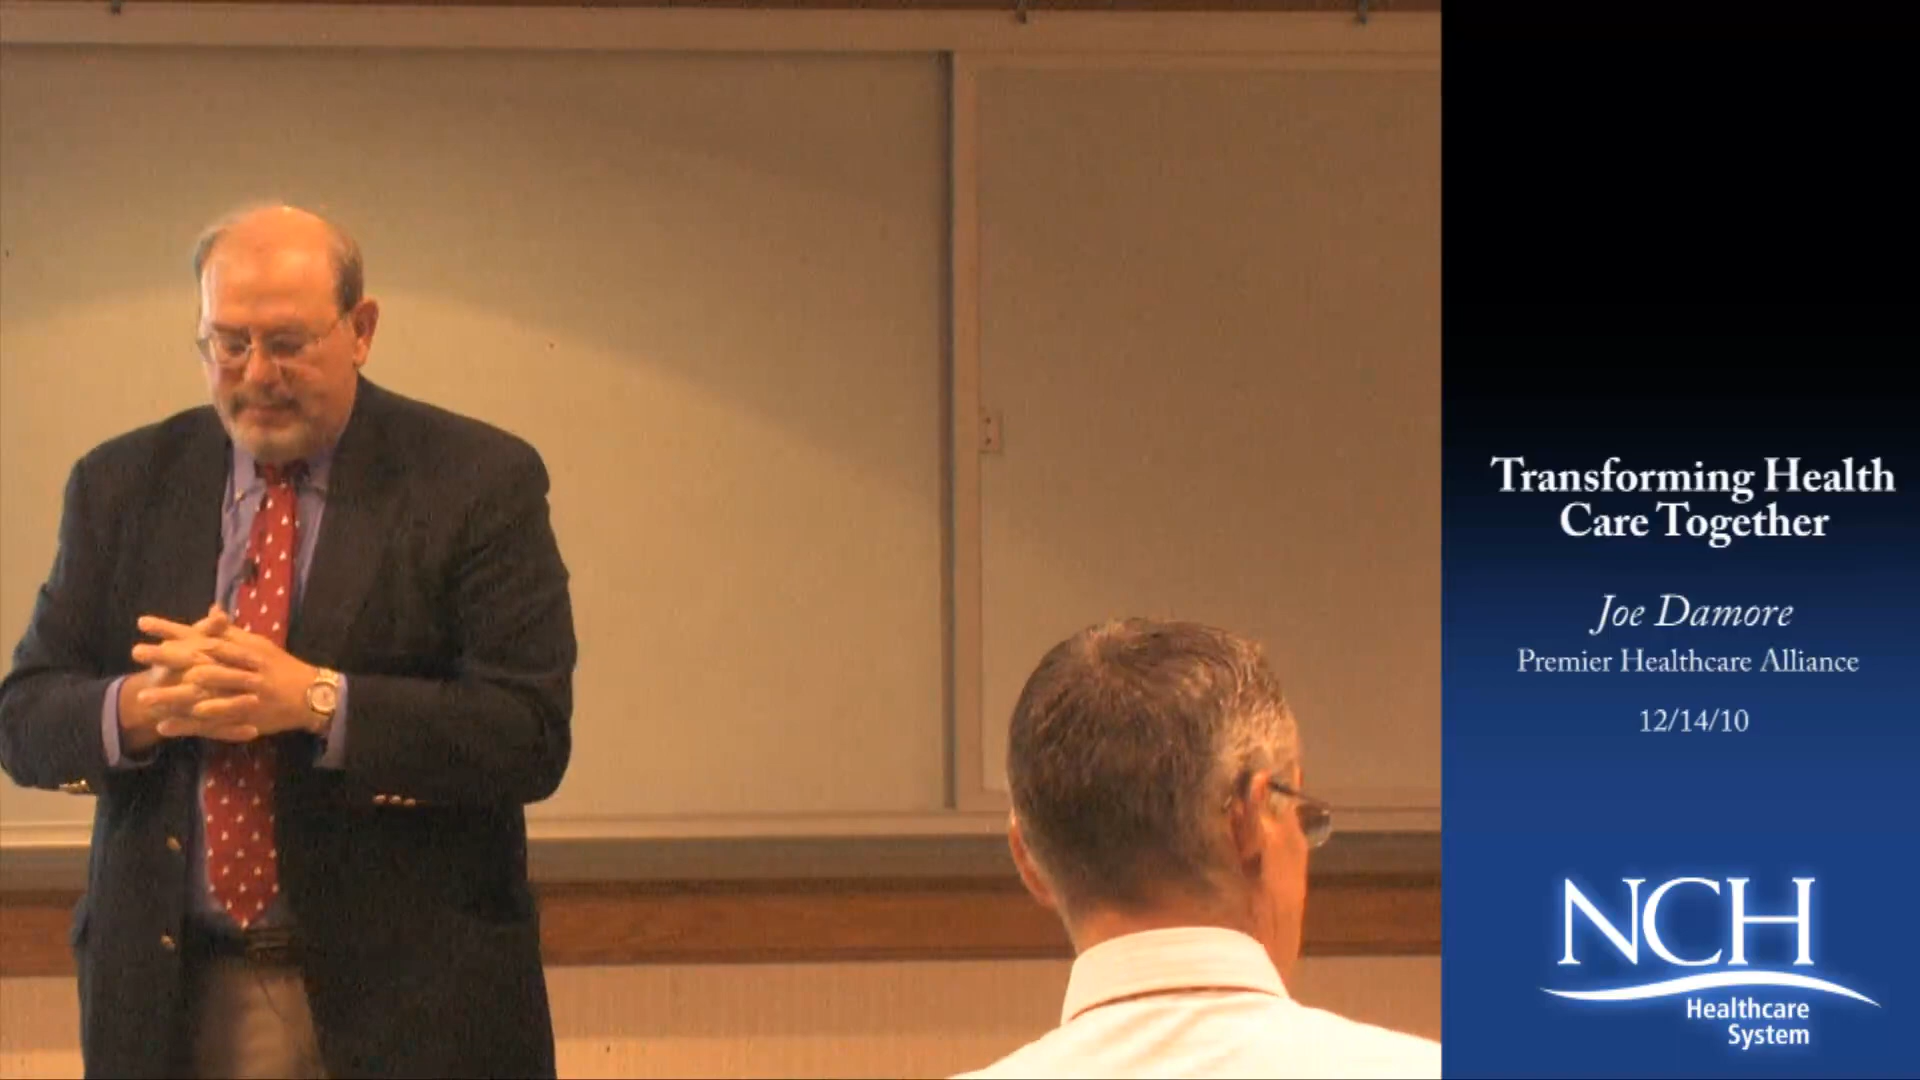 Transforming Health
Care Together
Joe Damore
Premier Healthcare Alliance
12/14/10
NCH
Healthcare
System